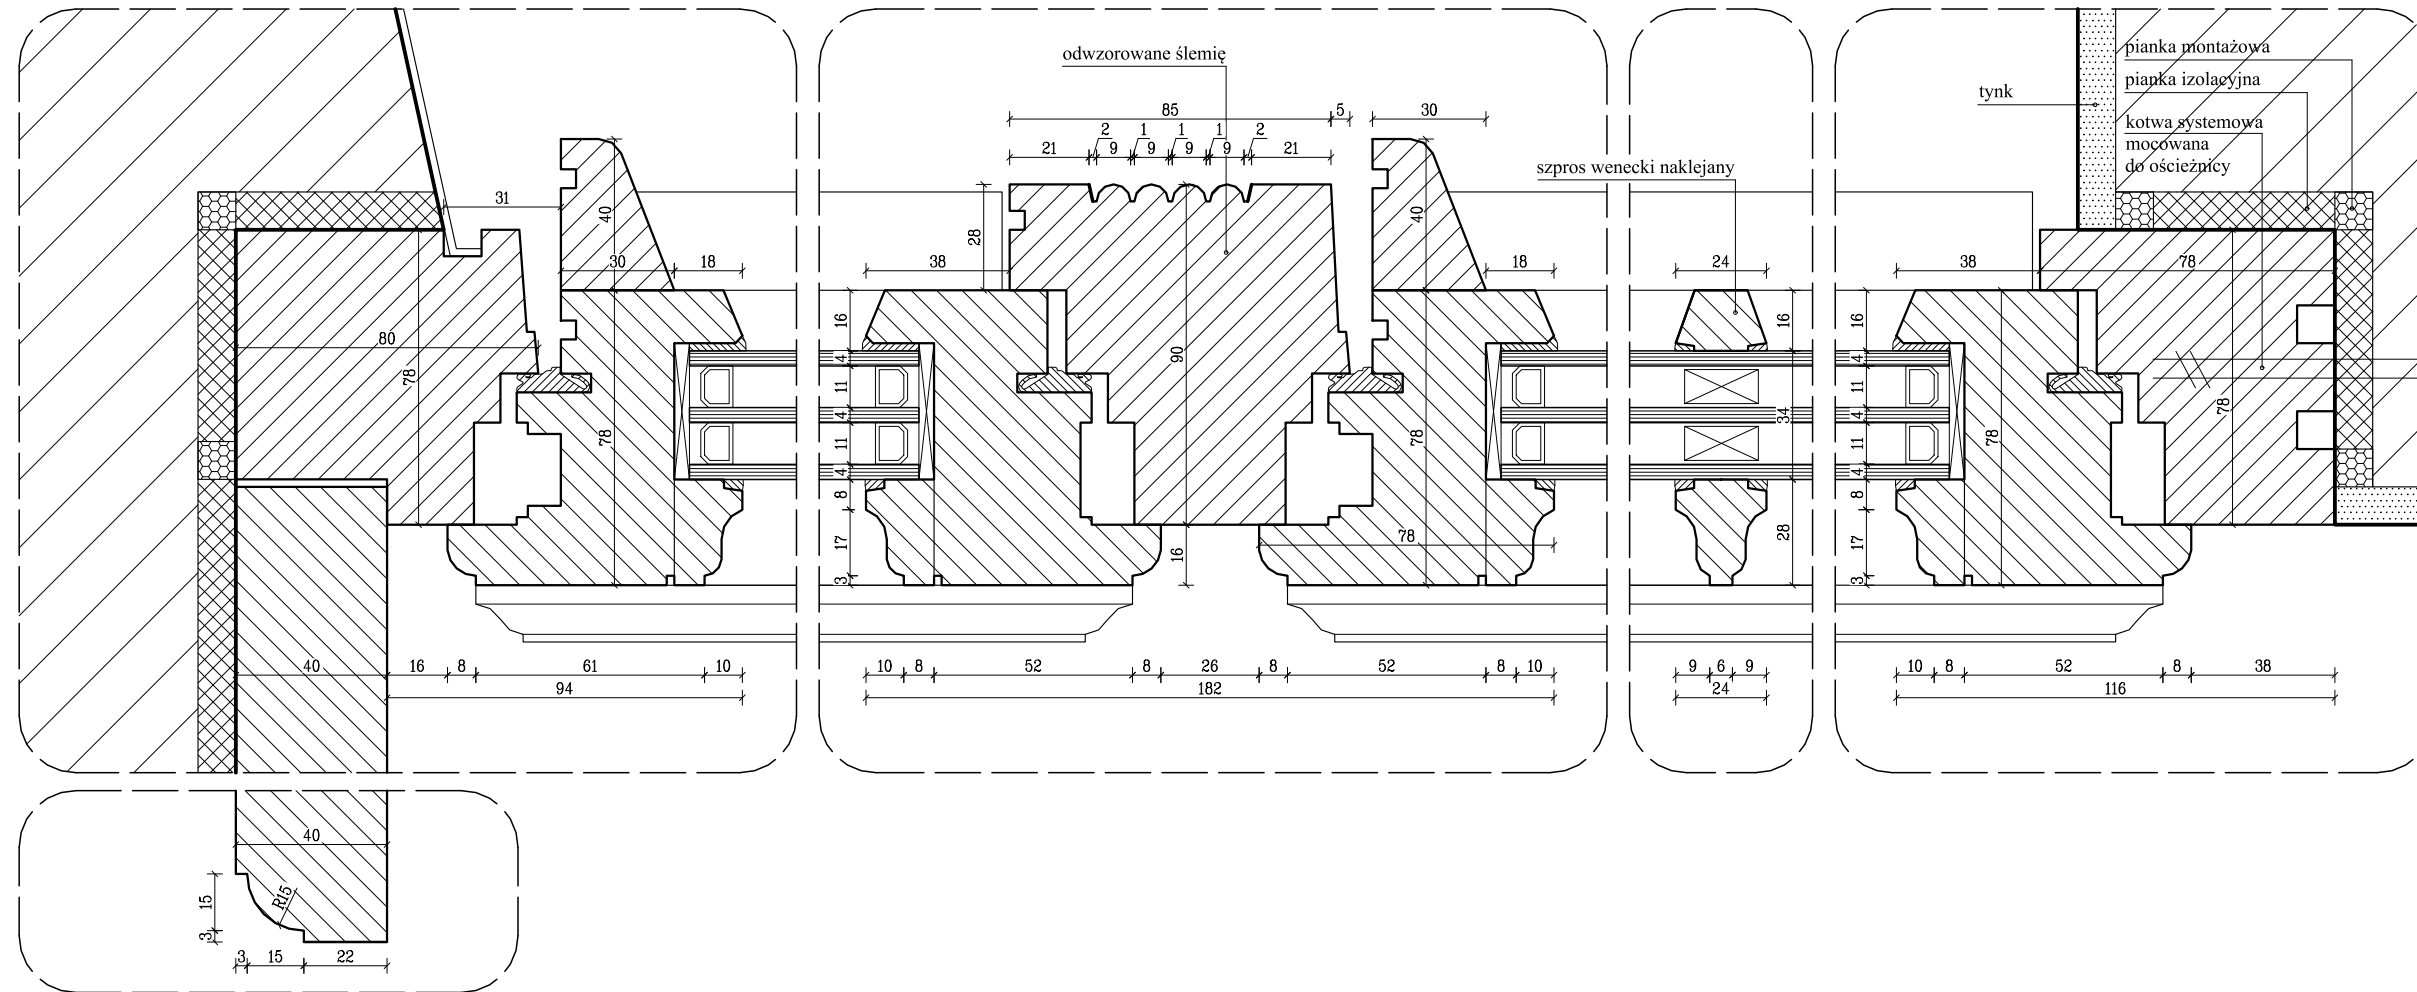 odwzorowane ślemię
pianka montażowa
pianka izolacyjna
tynk
kotwa systemowa
mocowana
do ościeżnicy
szpros wenecki naklejany
85 5 30
2 1 1 1 2
21 9 9 9 9 21
31
40
28
40
30 18
38
18
24
38 78
16
16
16
80
78
90
4
11
4
11
4
34
4
11
4
11
4
78
78
78
78
8
17
3
16
78
28
8
17
3
40 16 8 61 10
94
10 8 52 8 26 8 52 8 10
182
9 6 9
24
10 8 52 8 38
116
40
15
3
R15
3 15 22